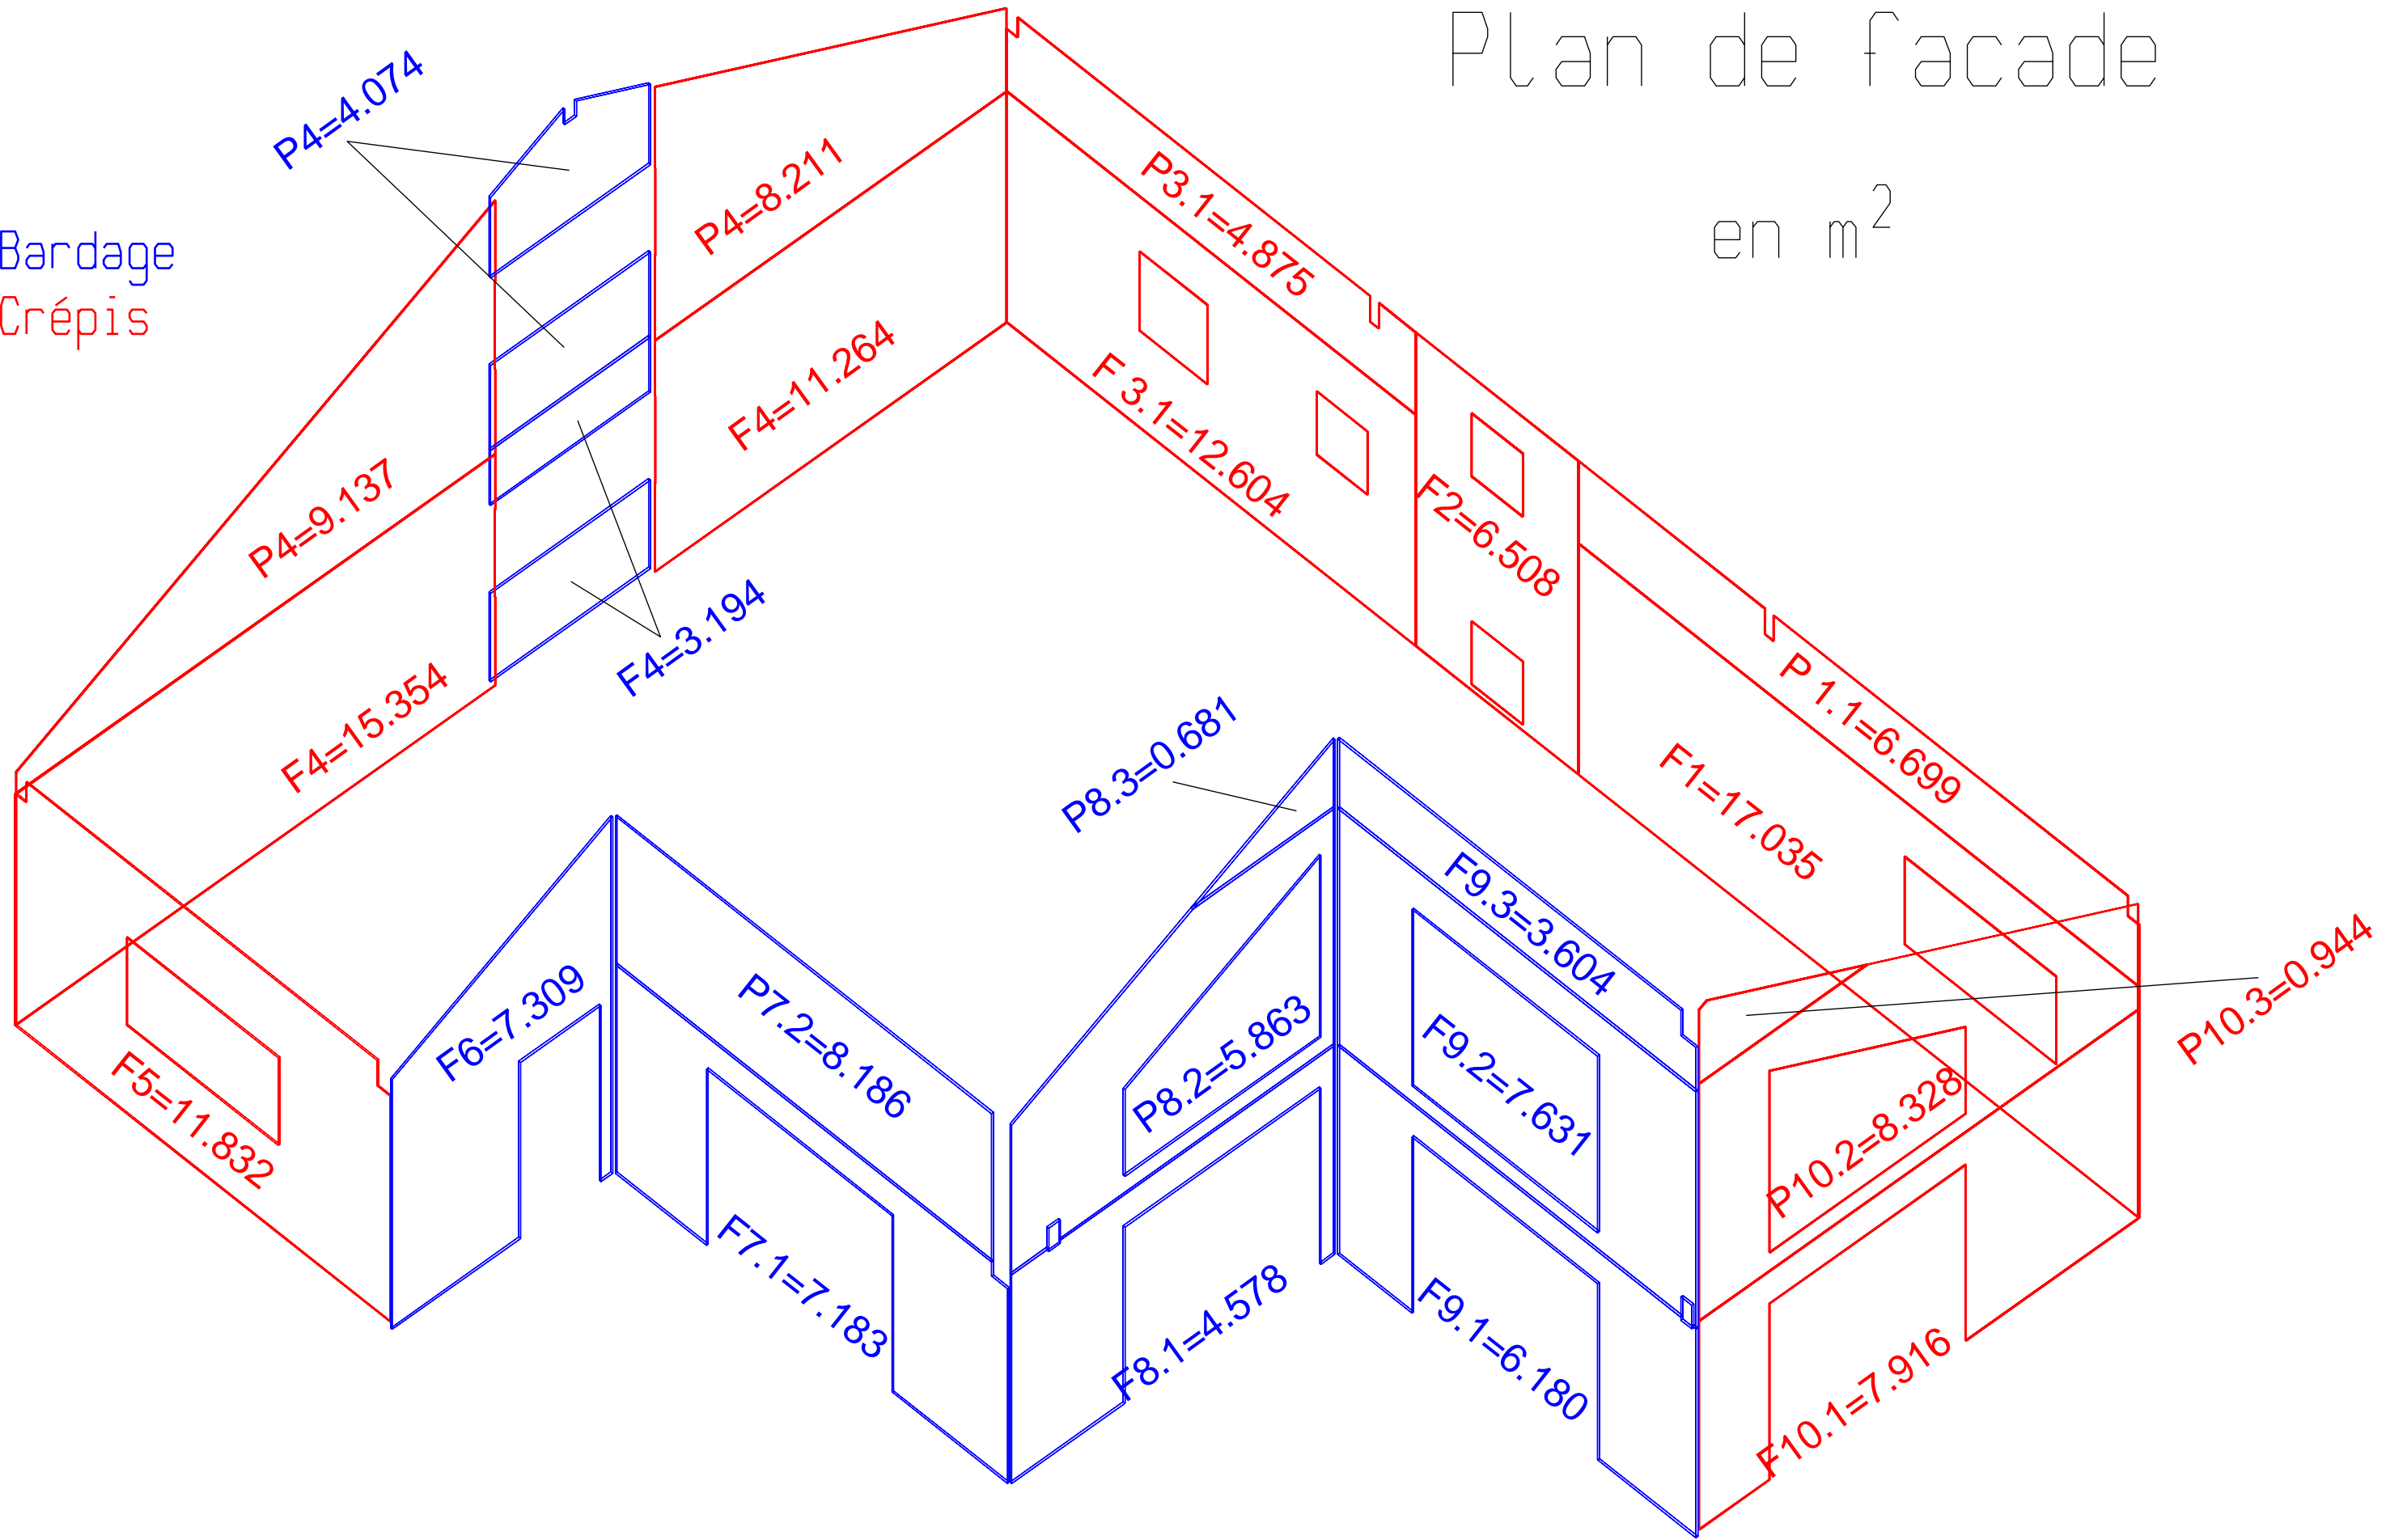 Plan de facade
en m²
Bardage
Crépis
P4=4.074
P4=8.211
P3.1=4.875
F4=11.264
F 3.1=12.604
P4=9.137
F2=6.508
F4=3.194
F4=15.354
P 1.1=6.699
F1=17.035
P8.3=0.681
F9.3=3.604
P10.3=0.944
F6=7.309
P7.2=8.186
P8.2=5.863
F9.2=7.631
P10.2=8.328
F5=11.832
F7.1=7.183
F8.1=4.578
F9.1=6.180
F10.1=7.916